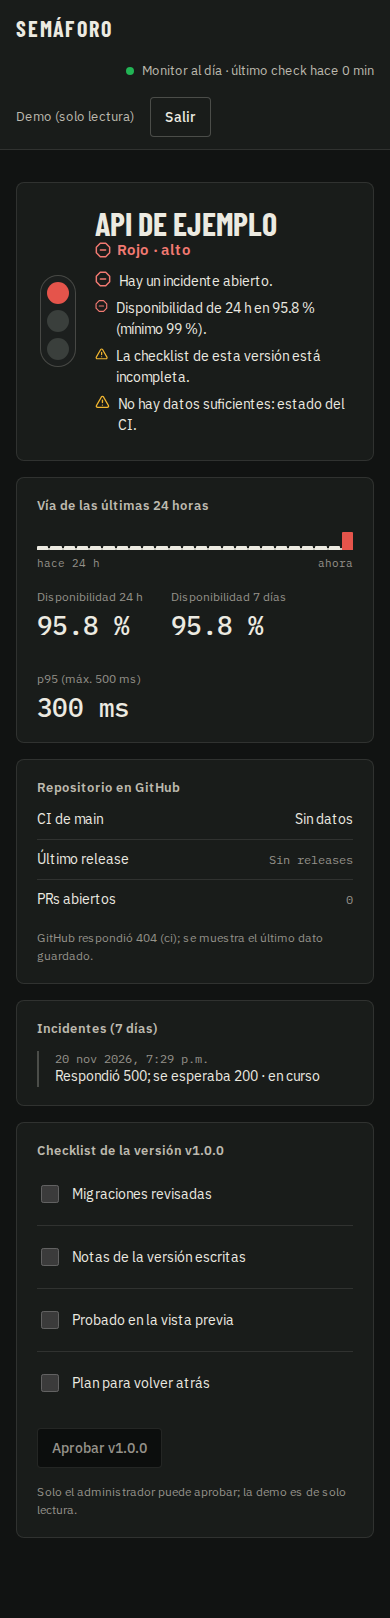 SEMÁFORO
Monitor al día · último check hace 0 min
Demo (solo lectura)
Salir
API DE EJEMPLO
Rojo · alto
Hay un incidente abierto.
Disponibilidad de 24 h en 95.8 %
(mínimo 99 %).
La checklist de esta versión está
incompleta.
No hay datos suficientes: estado del
CI.
Vía de las últimas 24 horas
hace 24 h
ahora
Disponibilidad 24 h
95.8 %
Disponibilidad 7 días
95.8 %
p95 (máx. 500 ms)
300 ms
Repositorio en GitHub
CI de main
Sin datos
Último release
Sin releases
PRs abiertos
0
GitHub respondió 404 (ci); se muestra el último dato
guardado.
Incidentes (7 días)
20 nov 2026, 7:29 p.m.
Respondió 500; se esperaba 200 · en curso
Checklist de la versión v1.0.0
Migraciones revisadas
Notas de la versión escritas
Probado en la vista previa
Plan para volver atrás
Aprobar v1.0.0
Solo el administrador puede aprobar; la demo es de solo
lectura.